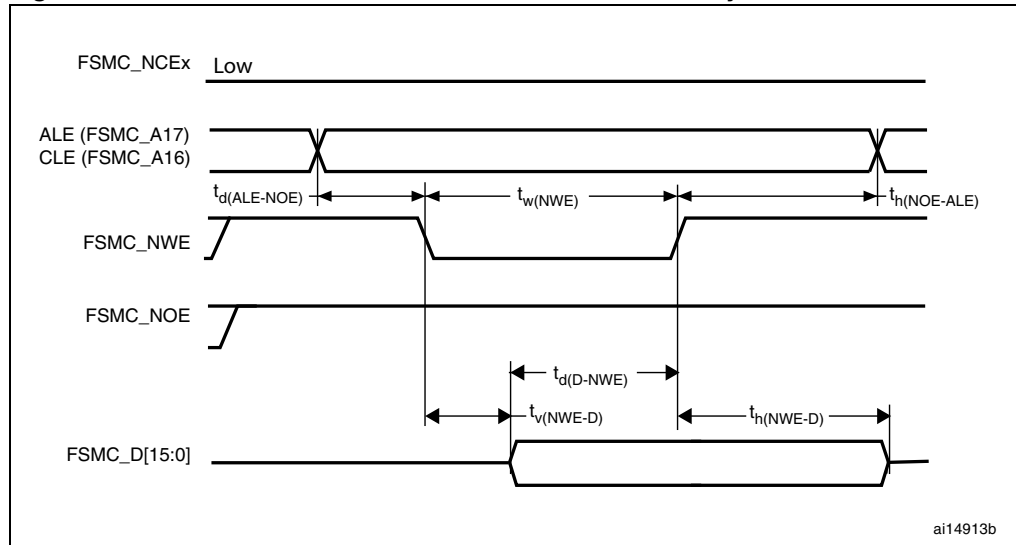 FSMC_NCEx Low
ALE (FSMC_A17)
CLE (FSMC_A16)
td(ALE-NOE) tw(NWE) th(NOE-ALE)
FSMC_NWE
FSMC_NOE
td(D-NWE)
tv(NWE-D) th(NWE-D)
FSMC_D[15:0]
ai14913b